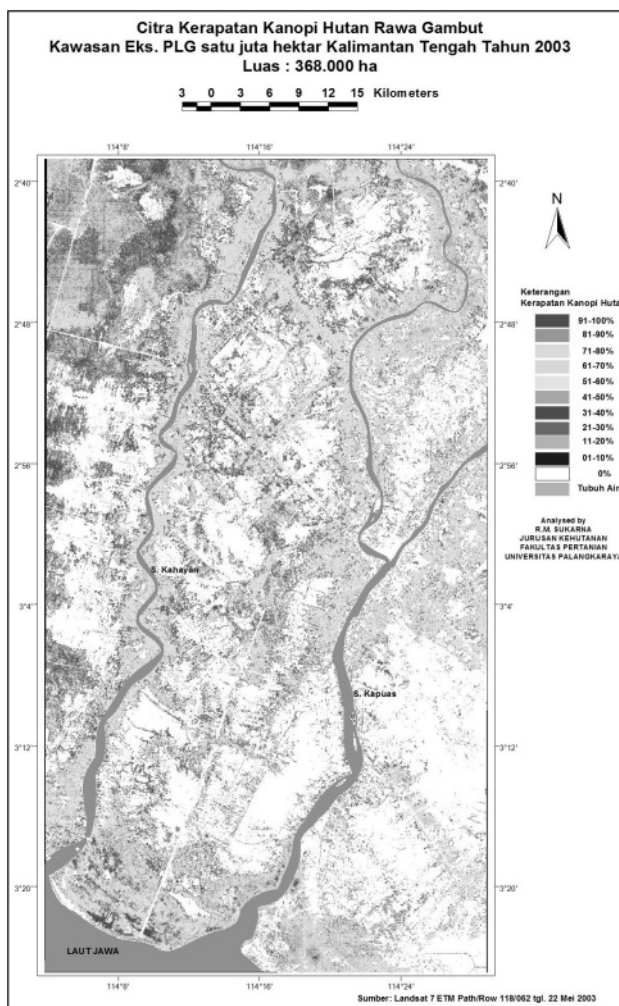 Citra Kerapatan Kanopi Hutan Rawa Gambut
Kawasan Eks. PLG satu juta hektar Kalimantan Tengah Tahun 2003
Luas : 368.000 ha
3 0 3 6 9 12 15 Kilometers
114°8' 114°16' 114°24'
2°40' 2°40'
N
Keterangan
Kerapatan Kanopi Huta
91-100%
81-90%
71-80%
61-70%
51-60%
41-50%
31-40%
21-30%
11-20%
01-10%
0%
Tubuh Air
2°48' 2°48'
2°56' 2°56'
Analysed by
R.M. SUKARNA
JURUSAN KEHUTANAN
FAKULTAS PERTANIAN
UNIVERSITAS PALANGKARAYA
S. Kahayan
3°4' 3°4'
S. Kapuas
3°12' 3°12'
3°20' 3°20'
LAUT JAWA
114°8' 114°16' 114°24'
Sumber: Landsat 7 ETM Path/Row 118/062 tgl. 22 Mei 2003